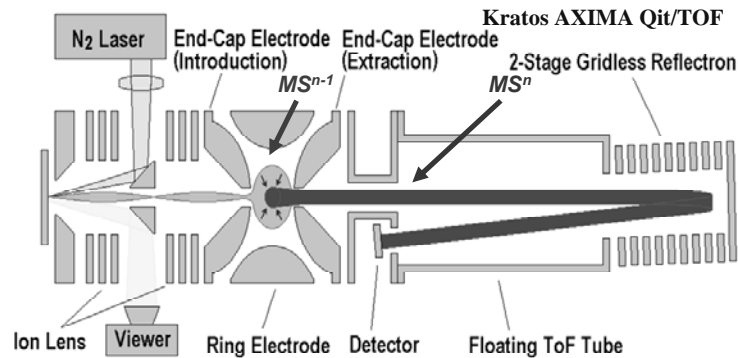 Kratos AXIMA Qit/TOF
N2 Laser
End-Cap Electrode
(Introduction)
End-Cap Electrode
(Extraction)
2-Stage Gridless Reflectron
MSn-1
MSn
Ion Lens
Viewer
Ring Electrode
Detector
Floating ToF Tube